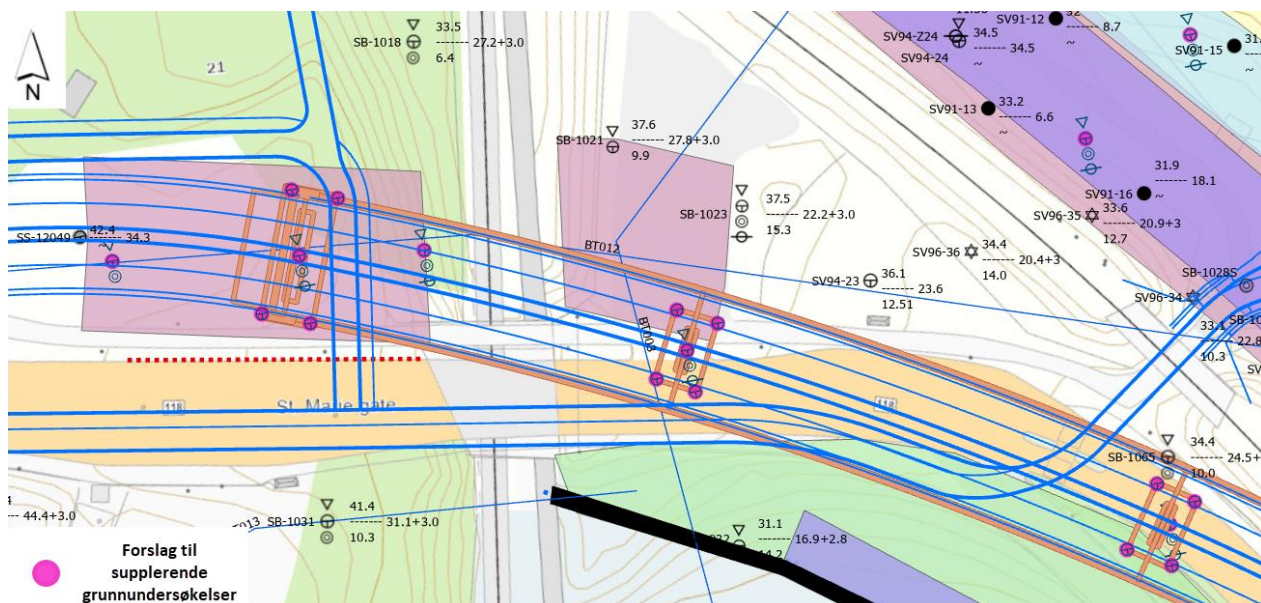 33.5
SB-1018 ------ 27.2+3.0
6.4
21
N
34.5
SV94-Z24 ------ 34.5
SV94-24 ~
SV91-12
------ 8.7
~
SV91-15
33.2
SV91-13 ------ 6.6
~
37.6
SB-1021 ------ 27.8+3.0
9.9
31.9
------ 18.1
SV91-16 ~
37.5
SB-1023 ------ 22.2+3.0
15.3
33.6
SV96-35 ------ 20.9+3
12.7
42.4
SS-12049 ------ 34.3
~
BT012
34.4
SV96-36 ------ 20.4+3
14.0
36.1
SV94-23 ------ 23.6
12.51
SB-1028S
SV96-34
33.1
------ 22.8
10.3
BT003
118
St. Marie gate
118
34.4
SB-1065 ------ 24.5+
10.0
41.4
SB-1031 ------ 31.1+3.0
10.3
------ 44.4+3.0
31.1
------ 16.9+2.8
14.2
Forslag til
supplerende
grunnundersøkelser